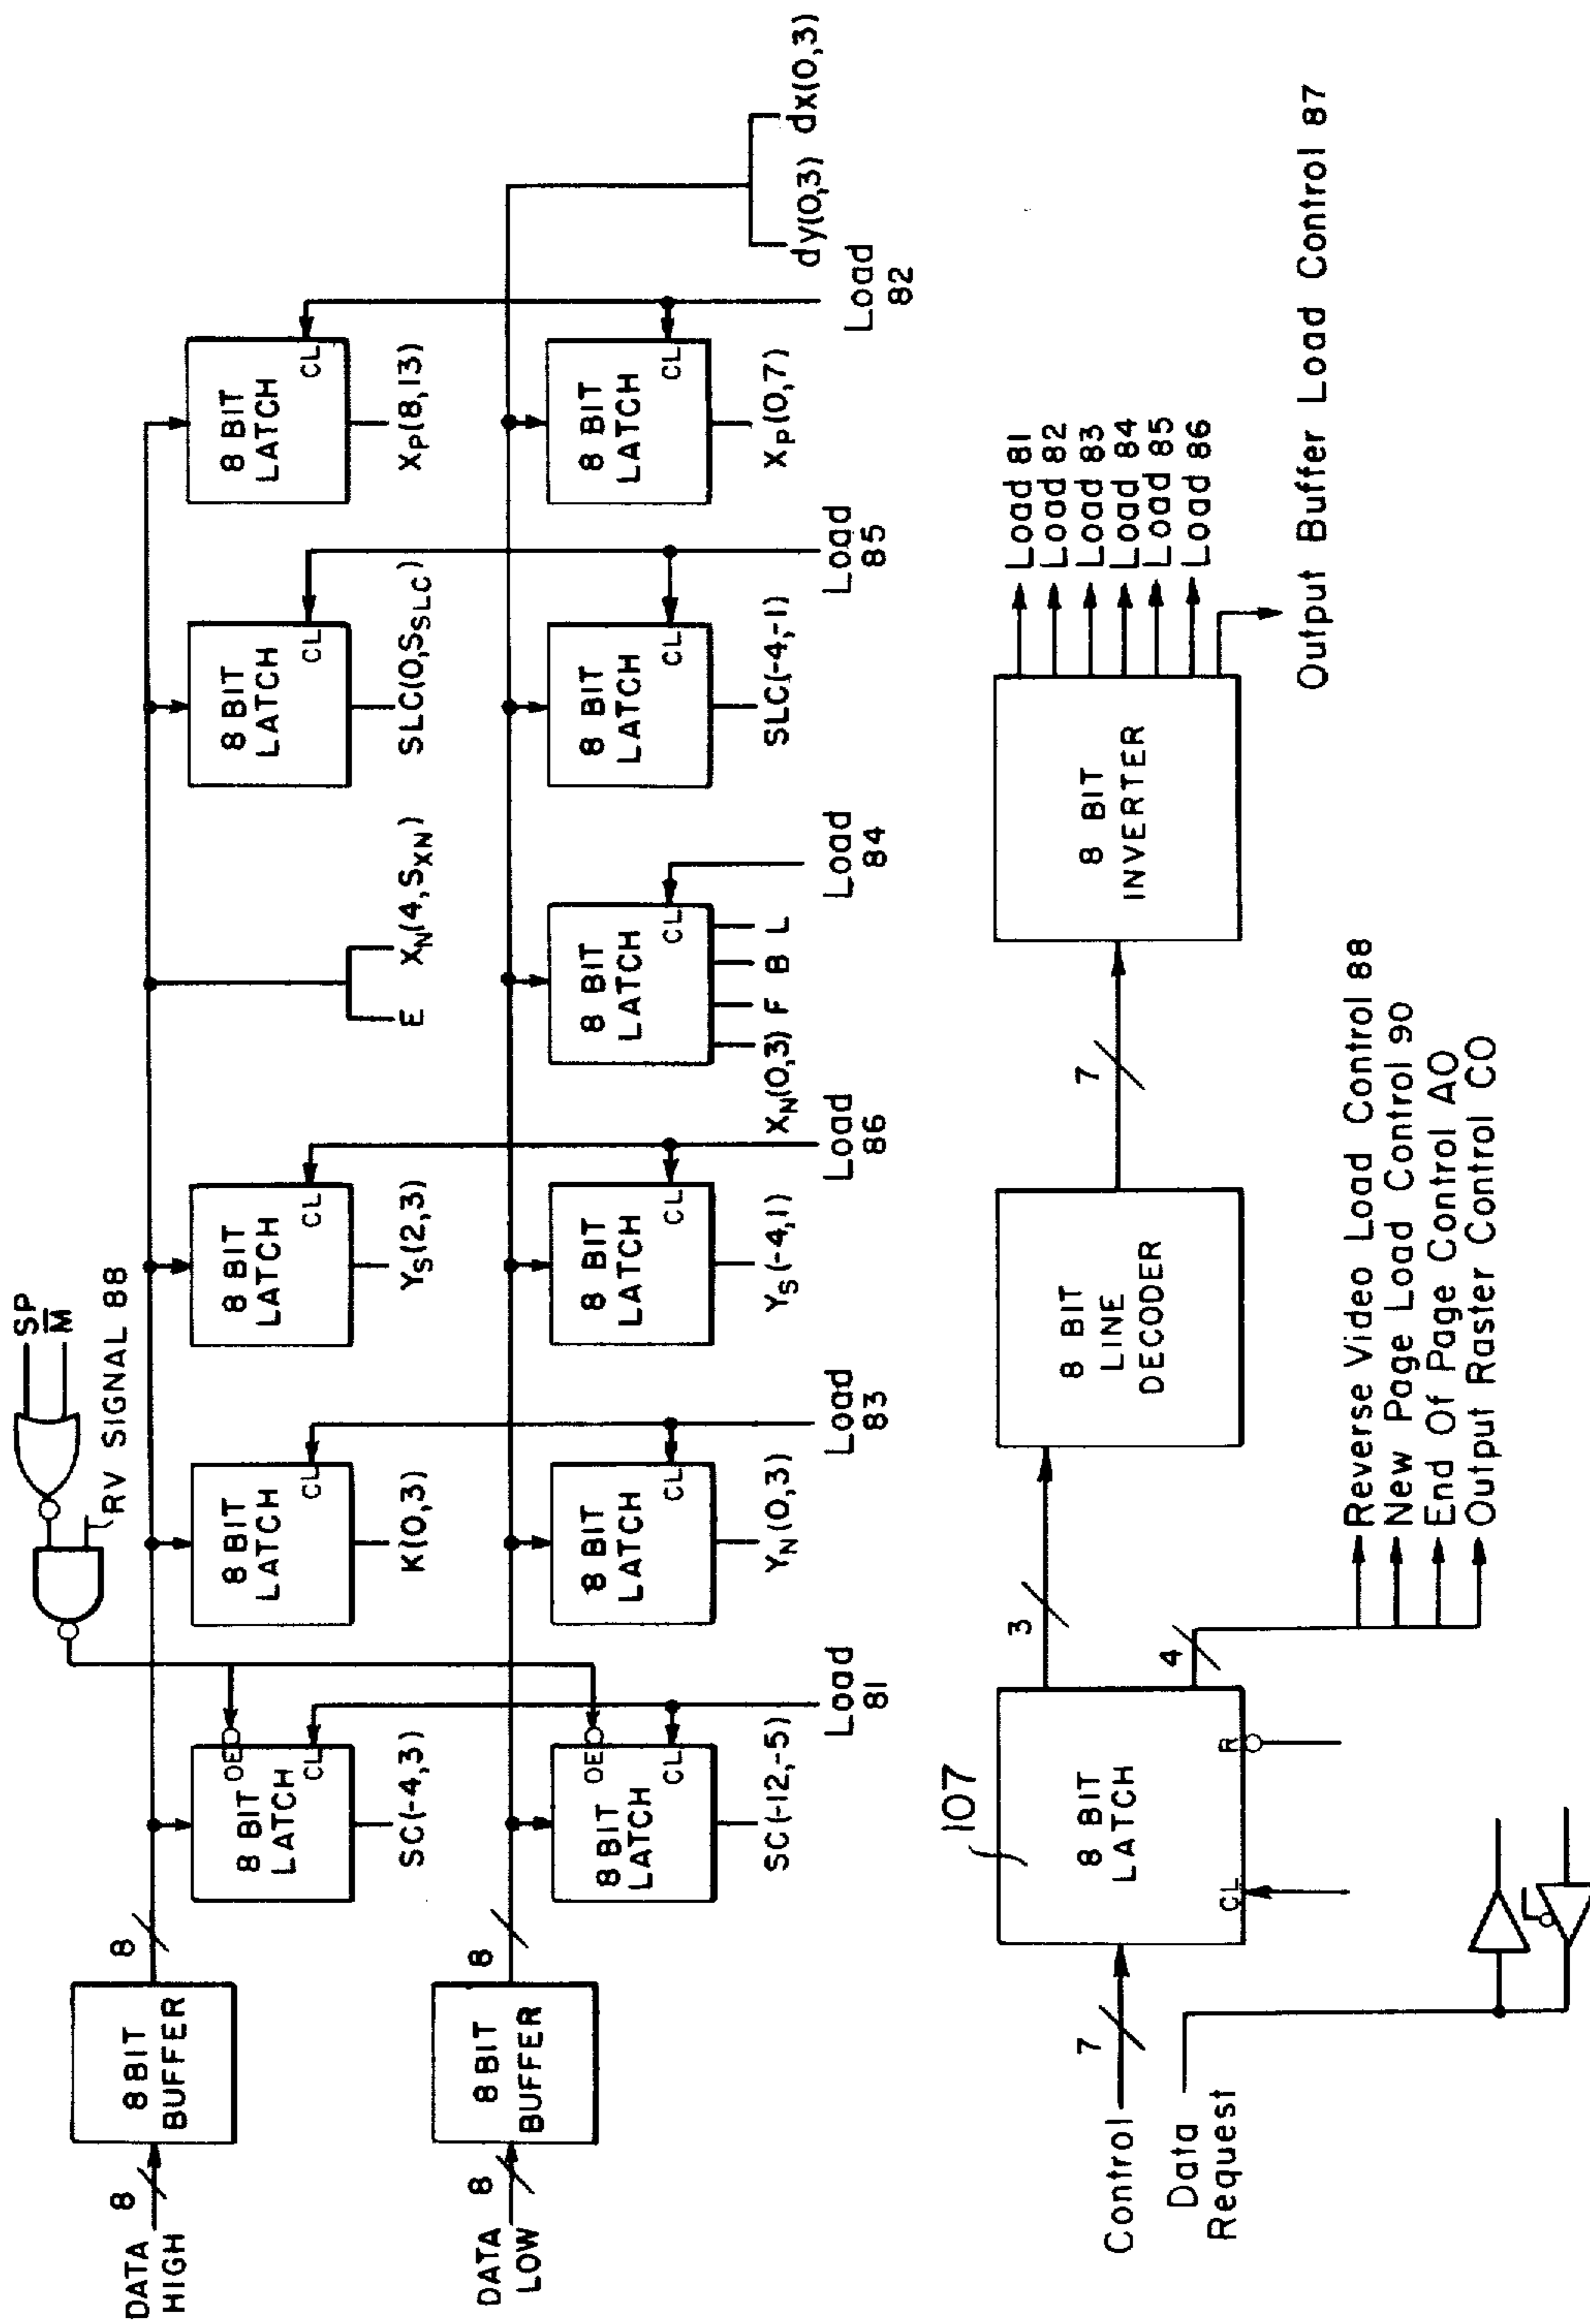 DATA
HIGH
8
8 BIT
BUFFER
8
SP
M
RV SIGNAL 88
OE
8 BIT
LATCH
CL
SC(-4,3)
8 BIT
LATCH
CL
K(0,3)
8 BIT
LATCH
CL
YS(2,3)
E
XN(4,SXN)
8 BIT
LATCH
CL
SLC(0,SSLC)
8 BIT
LATCH
CL
XP(8,13)
DATA
LOW
8
8 BIT
BUFFER
8
OE
8 BIT
LATCH
CL
SC(-12,-5)
Load
81
8 BIT
LATCH
CL
YN(0,3)
Load
83
8 BIT
LATCH
CL
YS(-4,1)
Load
86
8 BIT
LATCH
CL
XN(0,3) F B L
Load
84
8 BIT
LATCH
CL
SLC(-4,-1)
Load
85
8 BIT
LATCH
CL
XP(0,7)
Load
82
dy(0,3) dx(0,3)
Control
7
107
8 BIT
LATCH
CL
R
3
4
8 BIT
LINE
DECODER
7
8 BIT
INVERTER
Load 81
Load 82
Load 83
Load 84
Load 85
Load 86
Output Buffer Load Control 87
Reverse Video Load Control 88
New Page Load Control 90
End Of Page Control AO
Output Raster Control CO
Data
Request